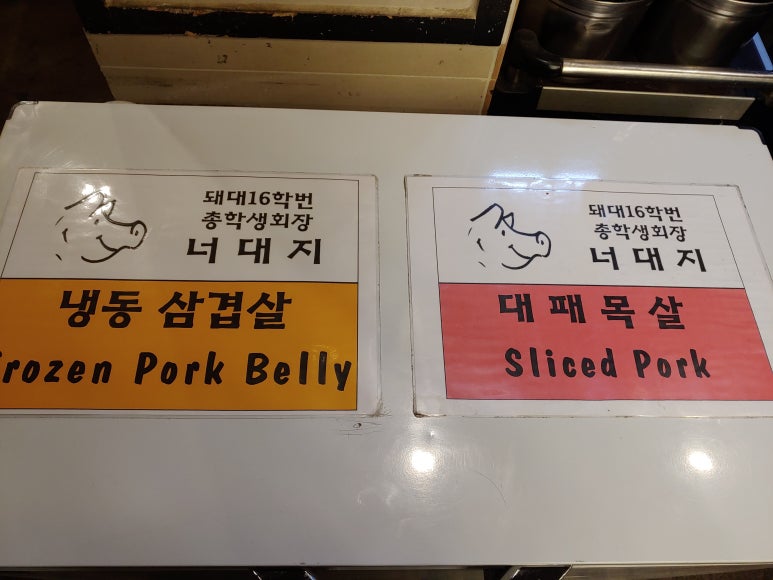 돼대16학번
총학생회장
너대지
냉동 삼겹살
Frozen Pork Belly
돼대16학번
총학생회장
너대지
대패목살
Sliced Pork